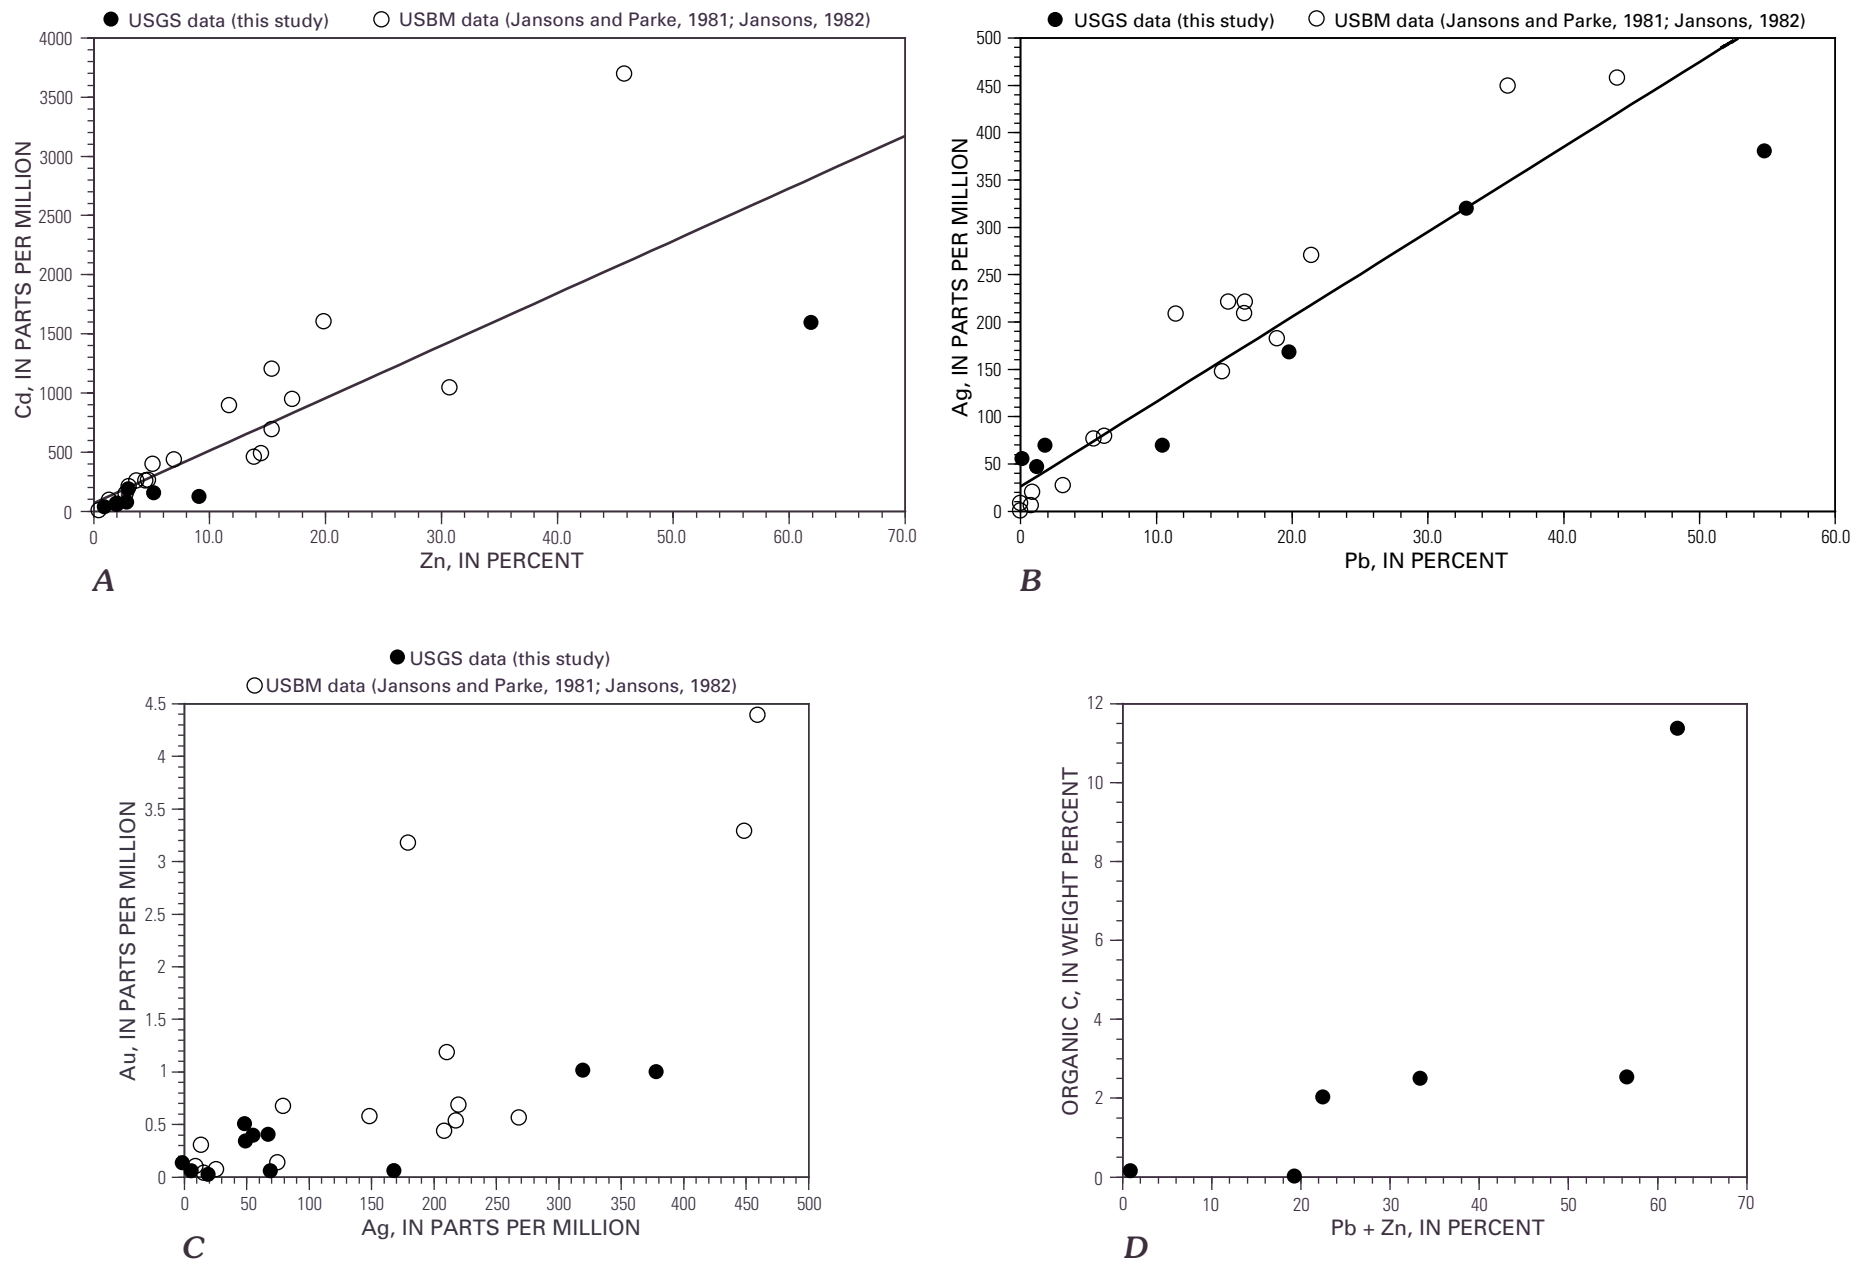 USGS data (this study) USBM data (Jansons and Parke, 1981; Jansons, 1982)
4000
3500
3000
2500
2000
1500
1000
500
0
Cd, IN PARTS PER MILLION
0 10.0 20.0 30.0 40.0 50.0 60.0 70.0
Zn, IN PERCENT
A
USGS data (this study) USBM data (Jansons and Parke, 1981; Jansons, 1982)
500
450
400
350
300
250
200
150
100
50
0
Ag, IN PARTS PER MILLION
0 10.0 20.0 30.0 40.0 50.0 60.0
Pb, IN PERCENT
B
USGS data (this study)
USBM data (Jansons and Parke, 1981; Jansons, 1982)
4.5
4
3.5
3
2.5
2
1.5
1
0.5
0
Au, IN PARTS PER MILLION
0 50 100 150 200 250 300 350 400 450 500
Ag, IN PARTS PER MILLION
C
12
10
8
6
4
2
0
ORGANIC C, IN WEIGHT PERCENT
0 10 20 30 40 50 60 70
Pb + Zn, IN PERCENT
D